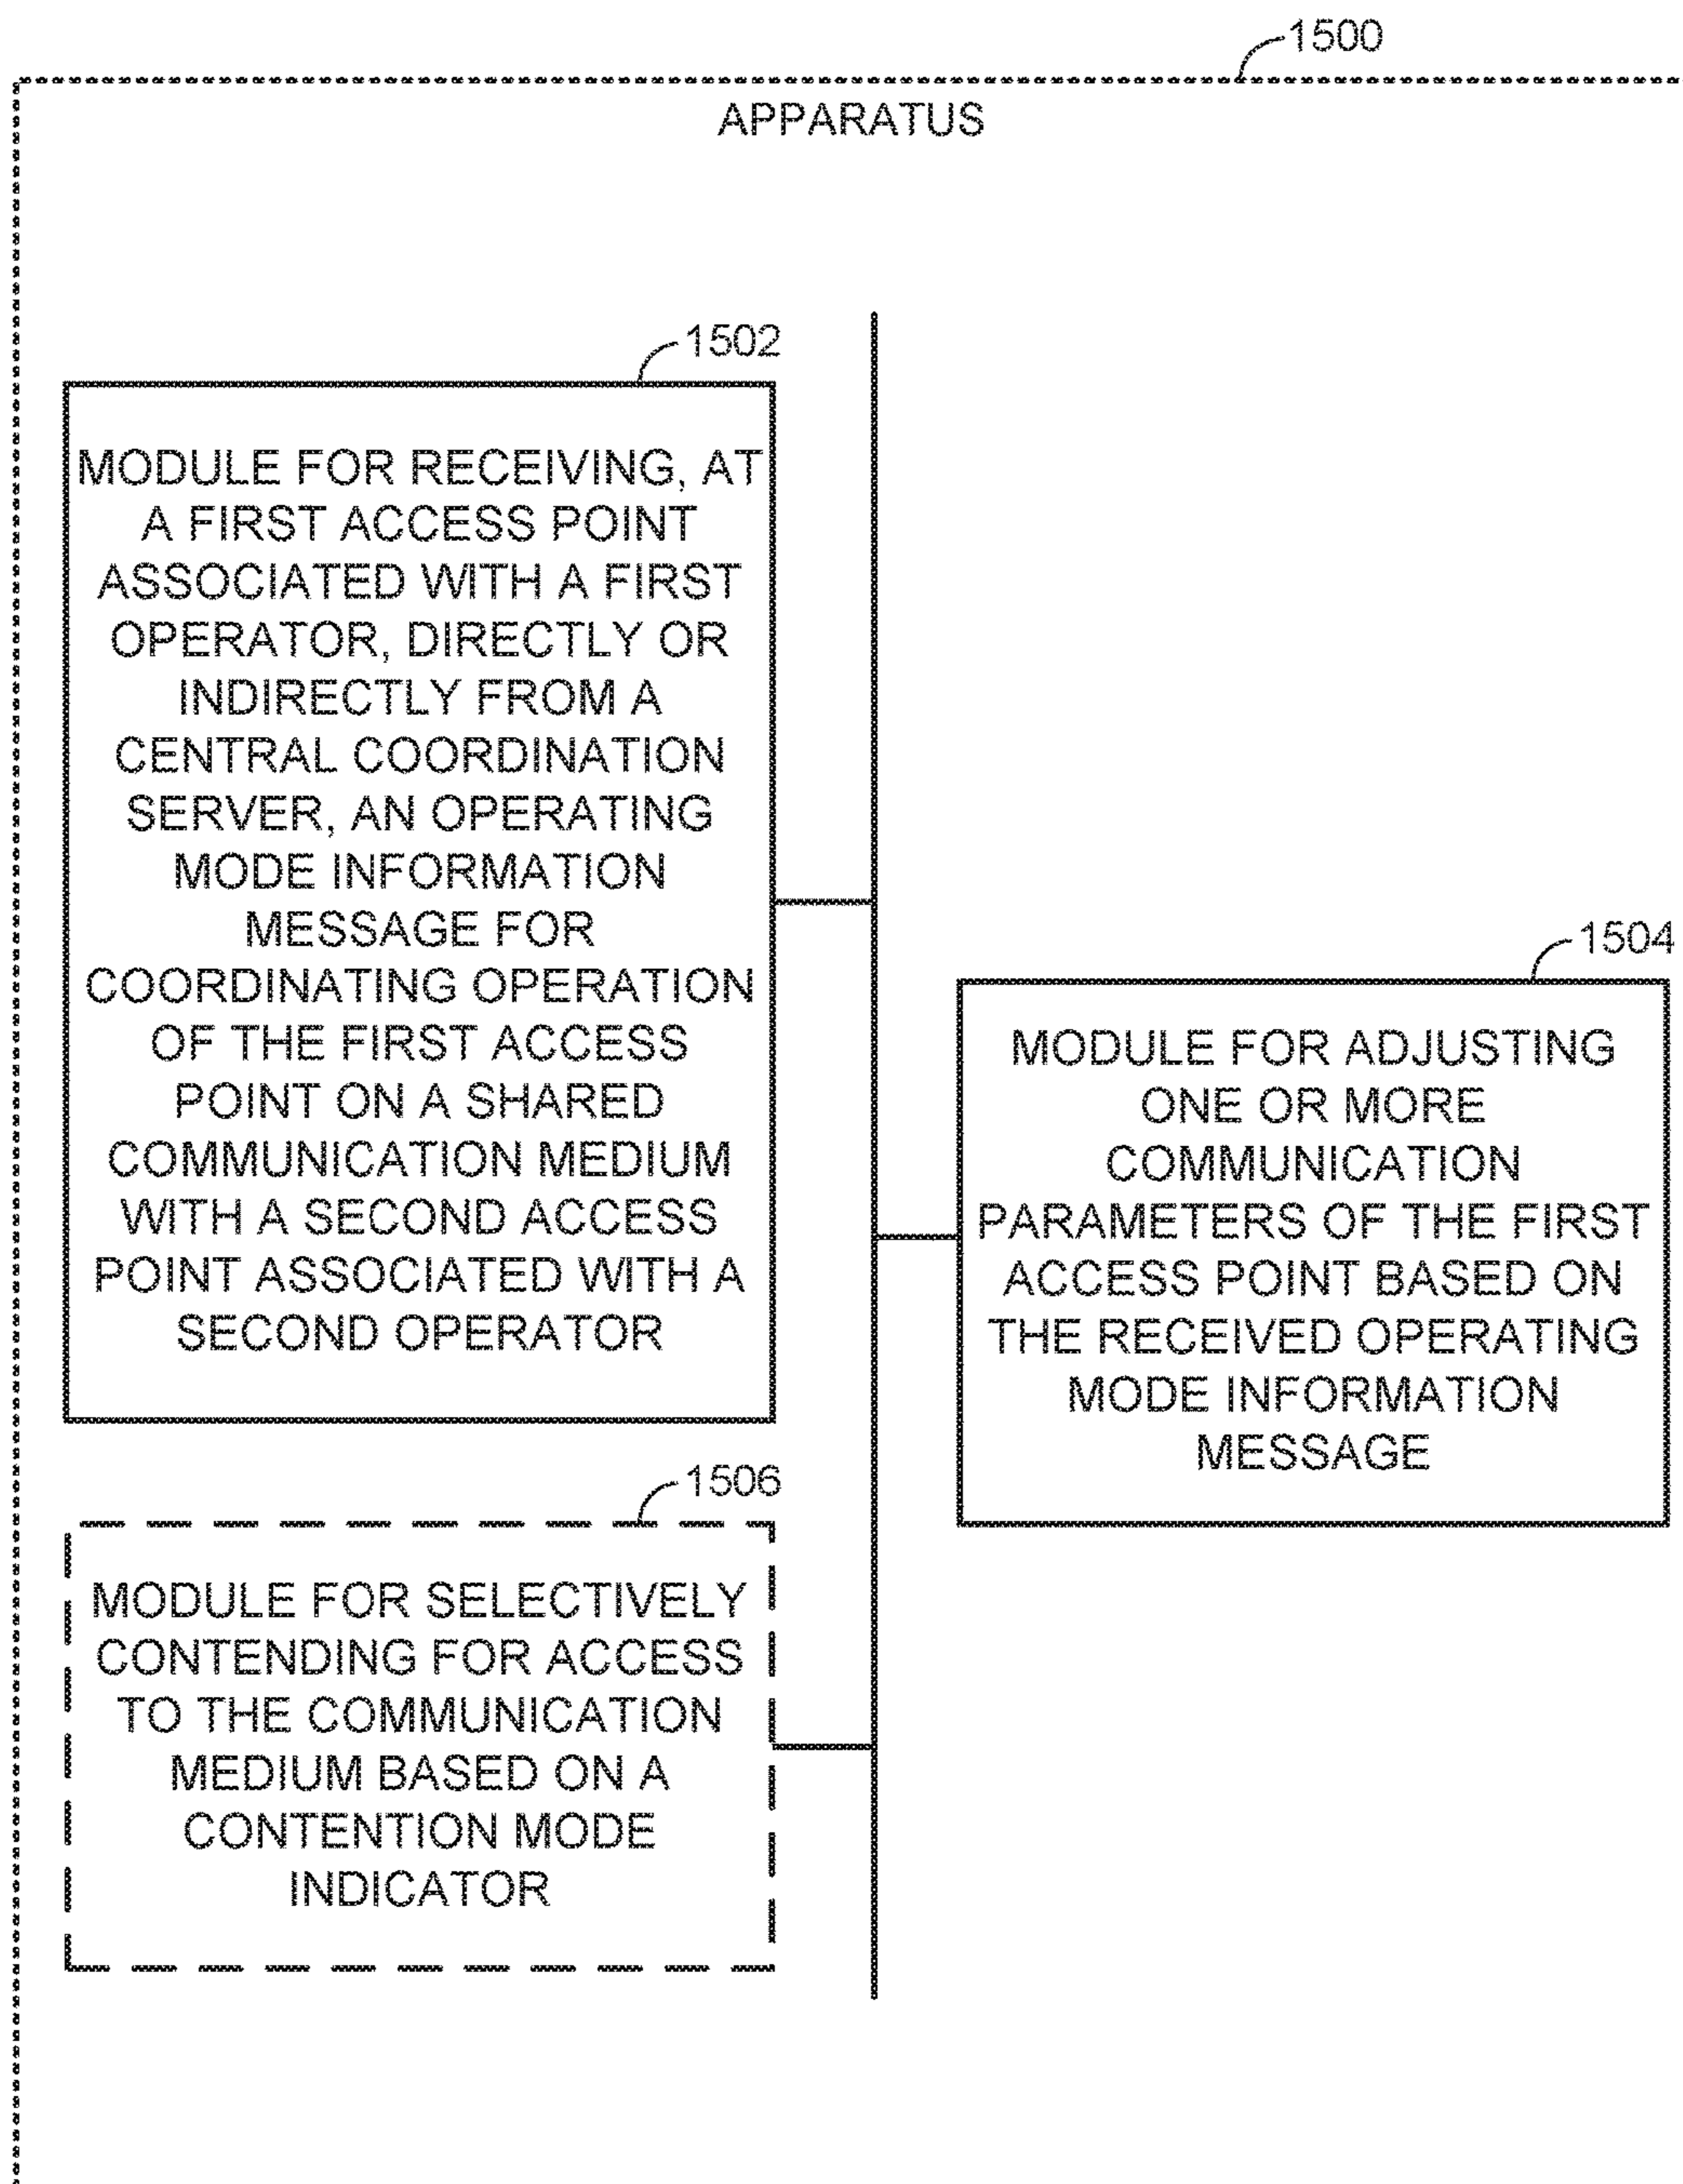 1500
APPARATUS
1502
MODULE FOR RECEIVING, AT
A FIRST ACCESS POINT
ASSOCIATED WITH A FIRST
OPERATOR, DIRECTLY OR
INDIRECTLY FROM A
CENTRAL COORDINATION
SERVER, AN OPERATING
MODE INFORMATION
MESSAGE FOR
COORDINATING OPERATION
OF THE FIRST ACCESS
POINT ON A SHARED
COMMUNICATION MEDIUM
WITH A SECOND ACCESS
POINT ASSOCIATED WITH A
SECOND OPERATOR
1504
MODULE FOR ADJUSTING
ONE OR MORE
COMMUNICATION
PARAMETERS OF THE FIRST
ACCESS POINT BASED ON
THE RECEIVED OPERATING
MODE INFORMATION
MESSAGE
1506
MODULE FOR SELECTIVELY
CONTENDING FOR ACCESS
TO THE COMMUNICATION
MEDIUM BASED ON A
CONTENTION MODE
INDICATOR